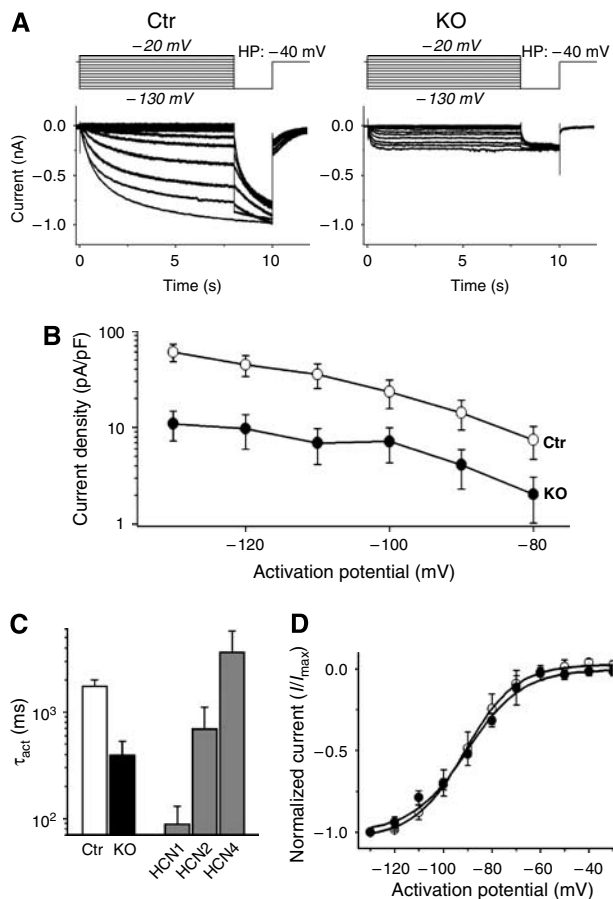 A
Ctr
KO
−20 mV
HP: −40 mV
−20 mV
HP: −40 mV
−130 mV
−130 mV
Current (nA)
0.0
−0.5
−1.0
0.0
−0.5
−1.0
0 5 10
0 5 10
Time (s)
Time (s)
B
Current density (pA/pF)
100
10
1
Ctr
KO
−120 −100 −80
Activation potential (mV)
C
τact (ms)
10³
10²
Ctr KO HCN1 HCN2 HCN4
D
Normalized current (I/Imax)
0.0
−0.5
−1.0
−120 −100 −80 −60 −40
Activation potential (mV)